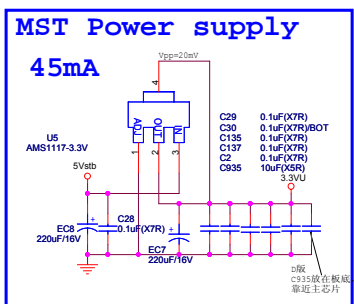 MST Power supply
45mA
Vpp=20mV
4
ADJ
OUT
IN
1
2
3
U5
AMS1117-3.3V
C29 0.1uF(X7R)
C30 0.1uF(X7R)/BOT
C135 0.1uF(X7R)
C137 0.1uF(X7R)
C2 0.1uF(X7R)
C935 10uF(X5R)
5Vstb
3.3VU
EC8
220uF/16V
C28
0.1uF(X7R)
EC7
220uF/16V
D版
C935放在板底
靠近主芯片